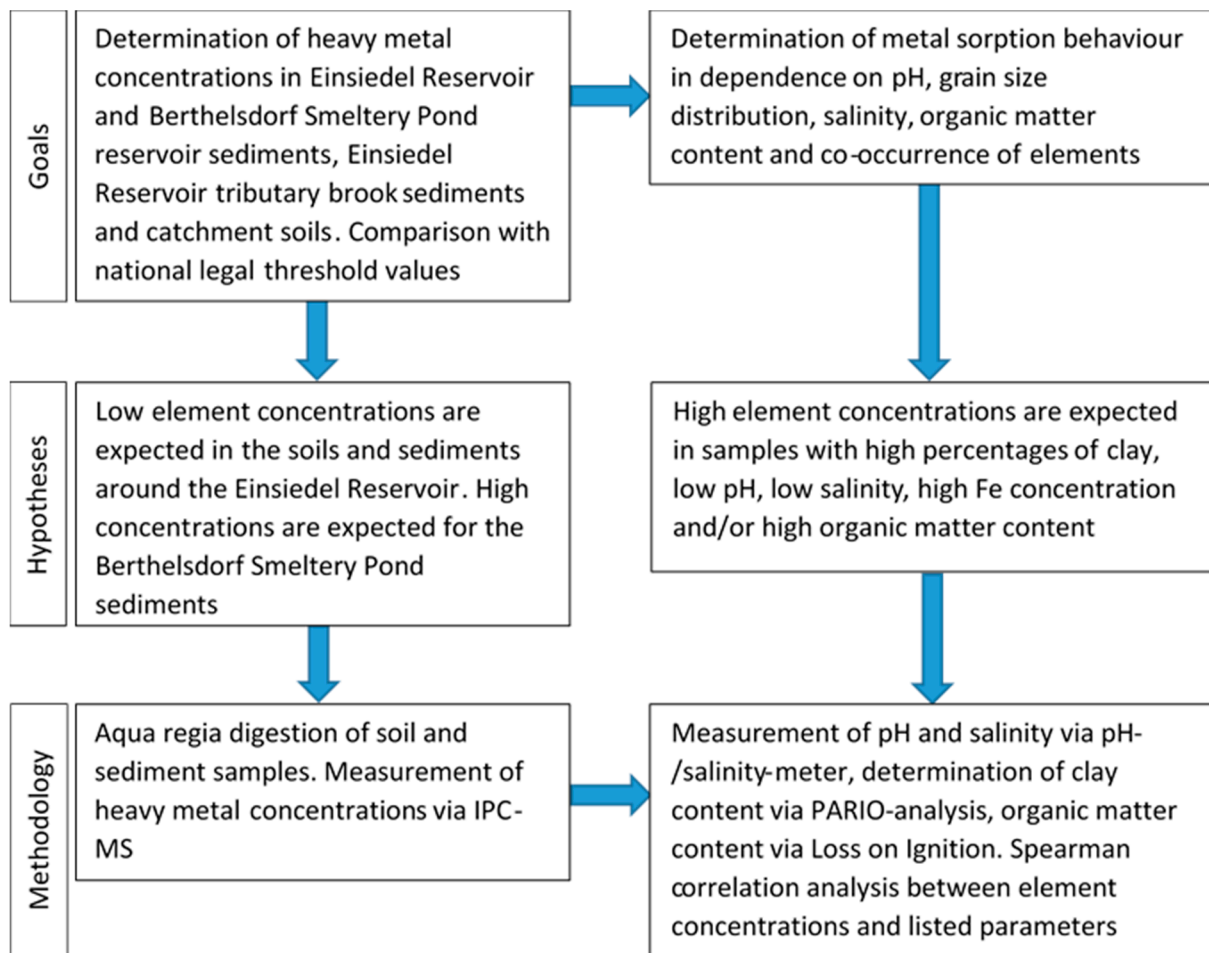 Goals
Determination of heavy metal
concentrations in Einsiedel Reservoir
and Berthelsdorf Smeltery Pond
reservoir sediments, Einsiedel
Reservoir tributary brook sediments
and catchment soils. Comparison with
national legal threshold values
Determination of metal sorption behaviour
in dependence on pH, grain size
distribution, salinity, organic matter
content and co-occurrence of elements
Hypotheses
Low element concentrations are
expected in the soils and sediments
around the Einsiedel Reservoir. High
concentrations are expected for the
Berthelsdorf Smeltery Pond
sediments
High element concentrations are expected
in samples with high percentages of clay,
low pH, low salinity, high Fe concentration
and/or high organic matter content
Methodology
Aqua regia digestion of soil and
sediment samples. Measurement of
heavy metal concentrations via IPC-
MS
Measurement of pH and salinity via pH-
/salinity-meter, determination of clay
content via PARIO-analysis, organic matter
content via Loss on Ignition. Spearman
correlation analysis between element
concentrations and listed parameters